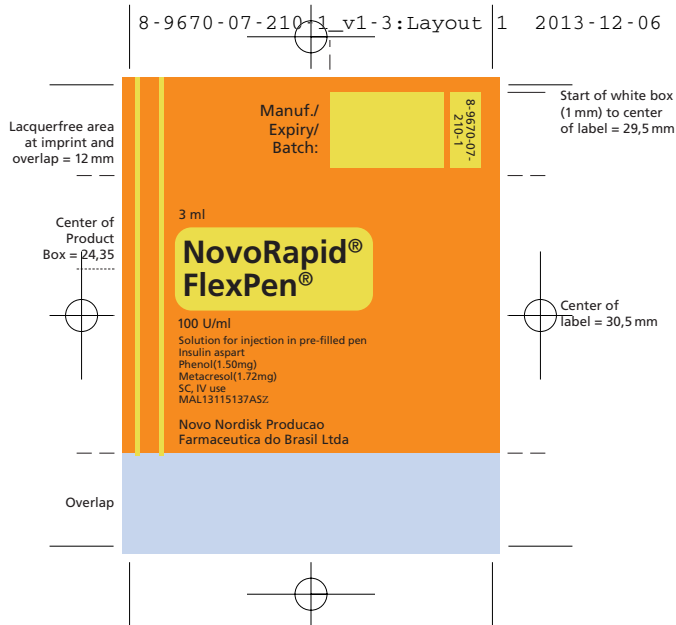 8-9670-07-210-1_v1-3:Layout 1 2013-12-06
Start of white box
(1 mm) to center
of label = 29,5 mm
Manuf./
Expiry/
Batch:
8-9670-07-
210-1
Lacquerfree area
at imprint and
overlap = 12 mm
3 ml
Center of
Product
Box = 24,35
NovoRapid®
FlexPen®
Center of
label = 30,5 mm
100 U/ml
Solution for injection in pre-filled pen
Insulin aspart
Phenol(1.50mg)
Metacresol(1.72mg)
SC, IV use
MAL13115137ASZ
Novo Nordisk Producao
Farmaceutica do Brasil Ltda
Overlap